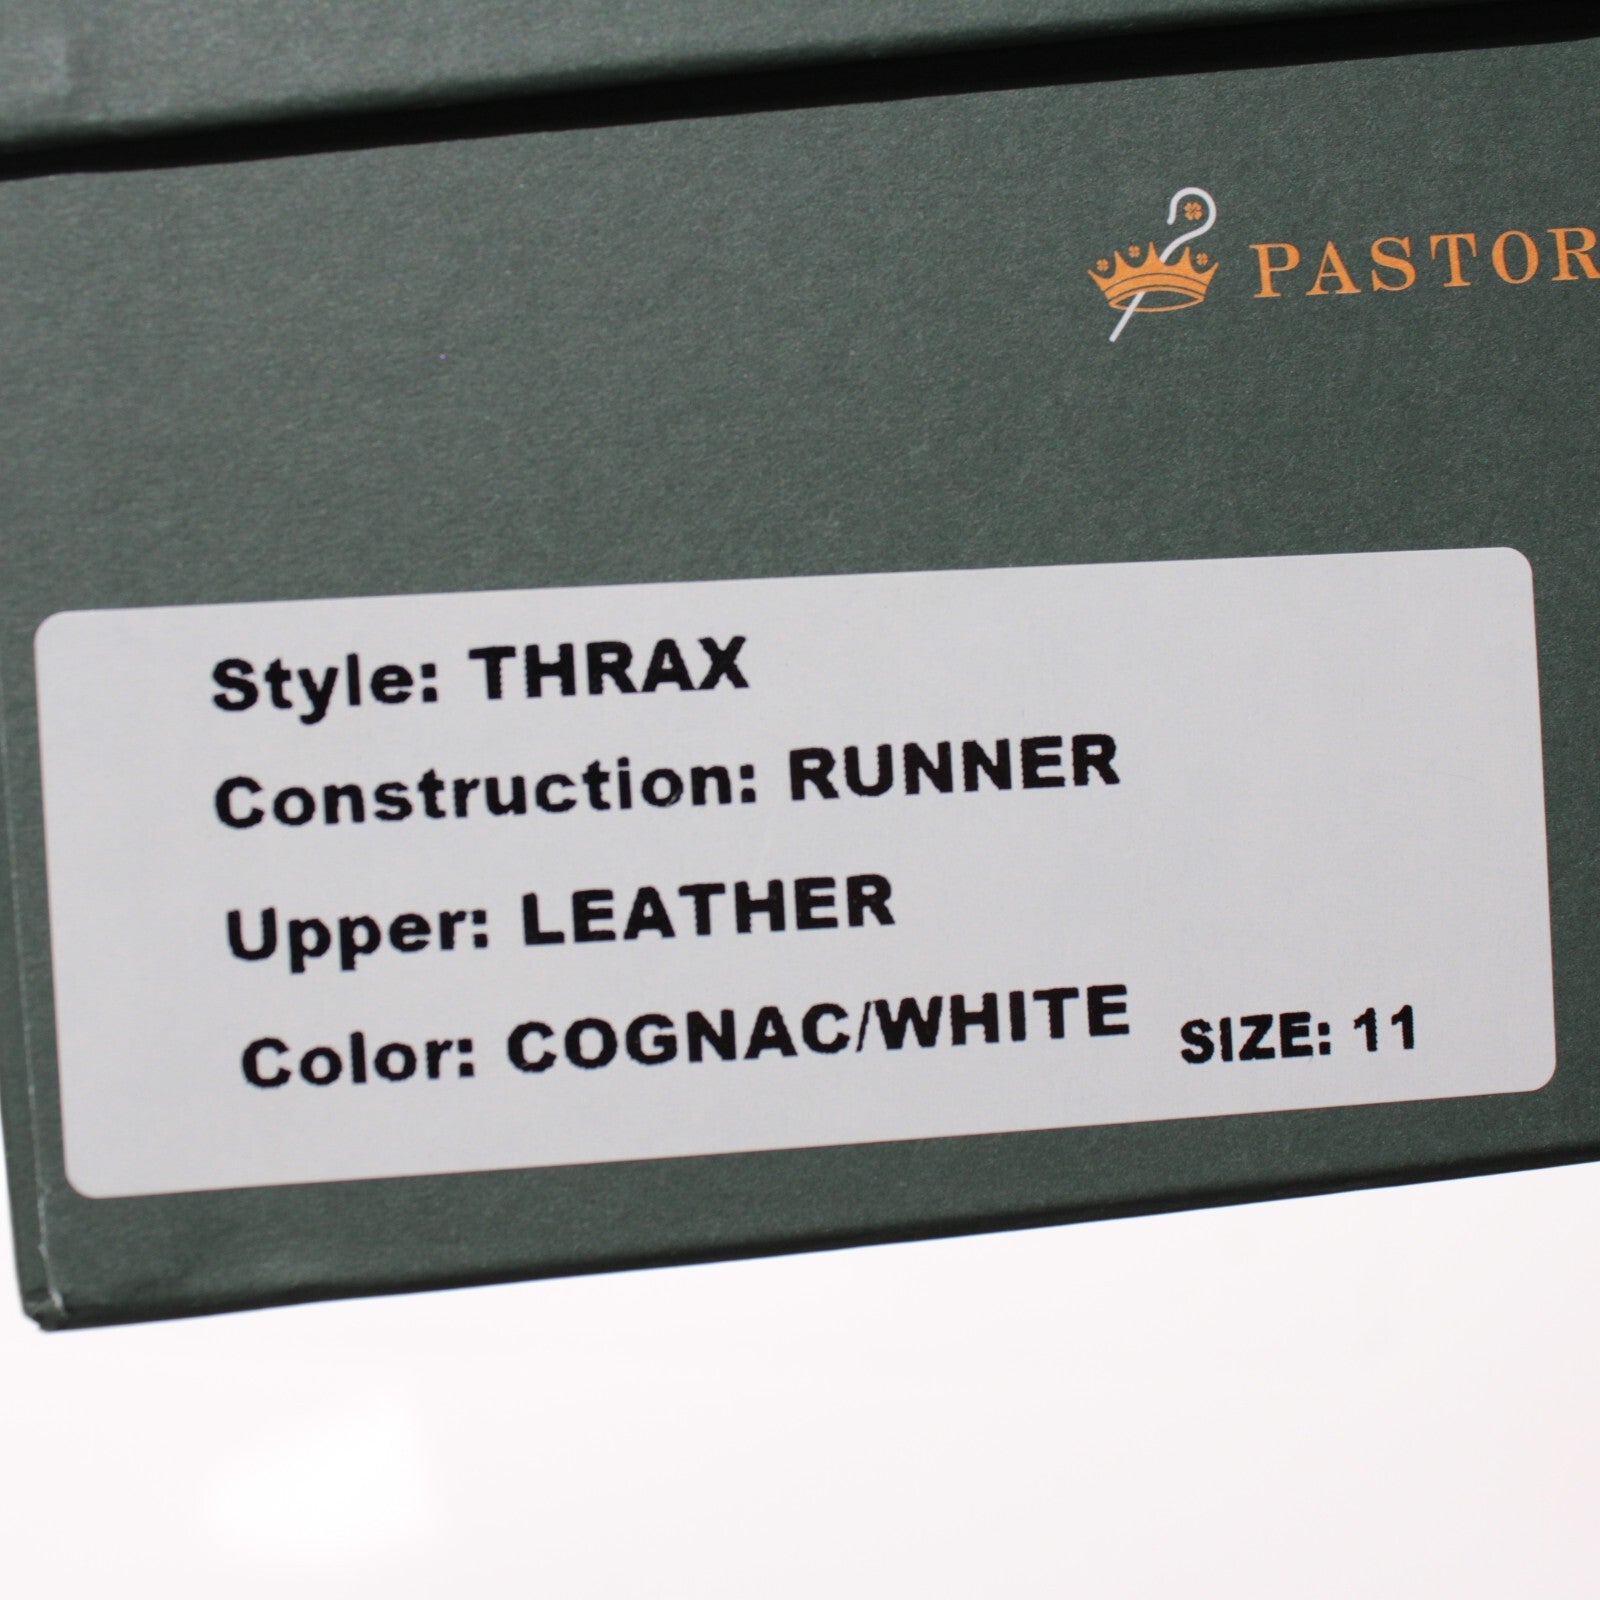 PASTOR
Style: THRAX
Construction: RUNNER
Upper: LEATHER
Color: COGNAC/WHITE SIZE: 11